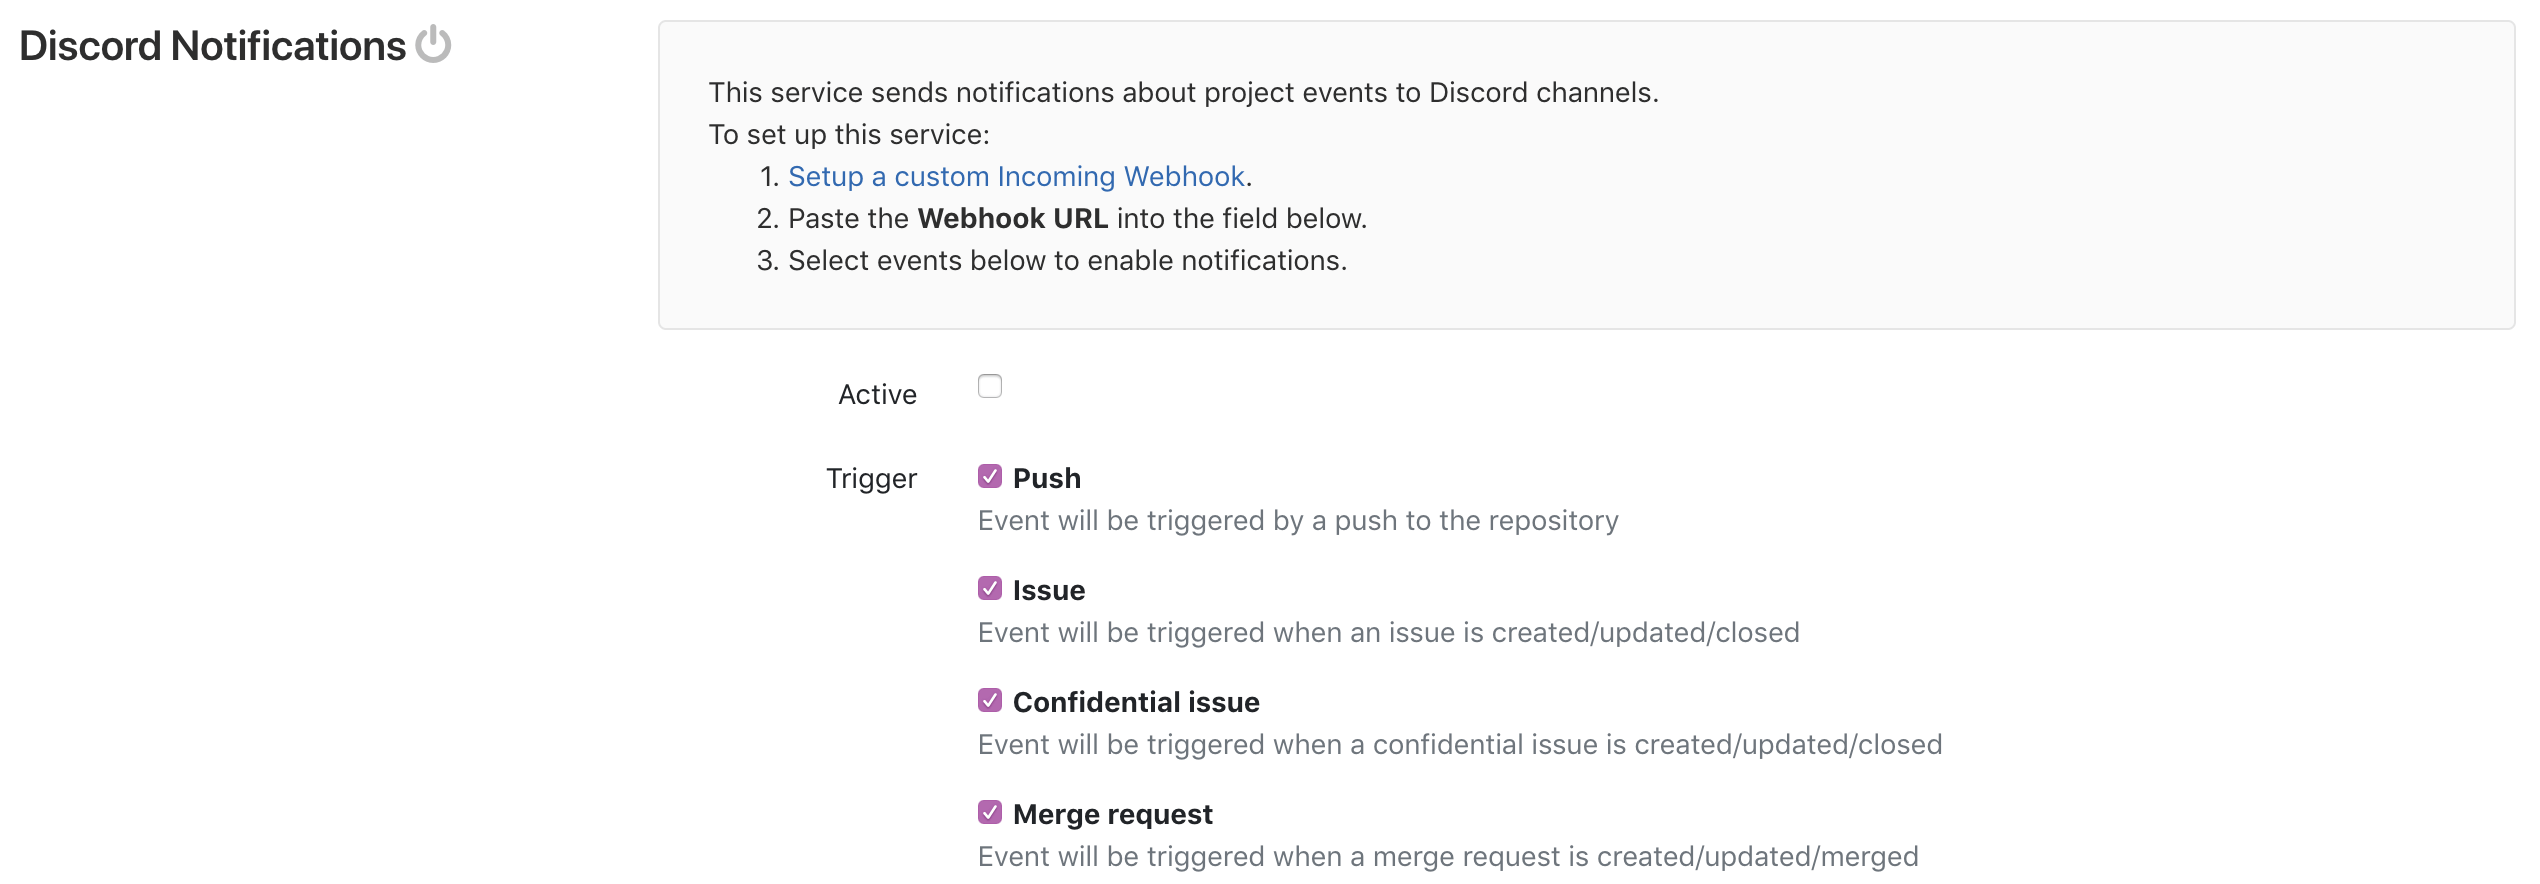 Discord Notifications
This service sends notifications about project events to Discord channels.
To set up this service:
1. Setup a custom Incoming Webhook.
2. Paste the Webhook URL into the field below.
3. Select events below to enable notifications.
Active
Trigger
Push
Event will be triggered by a push to the repository
Issue
Event will be triggered when an issue is created/updated/closed
Confidential issue
Event will be triggered when a confidential issue is created/updated/closed
Merge request
Event will be triggered when a merge request is created/updated/merged